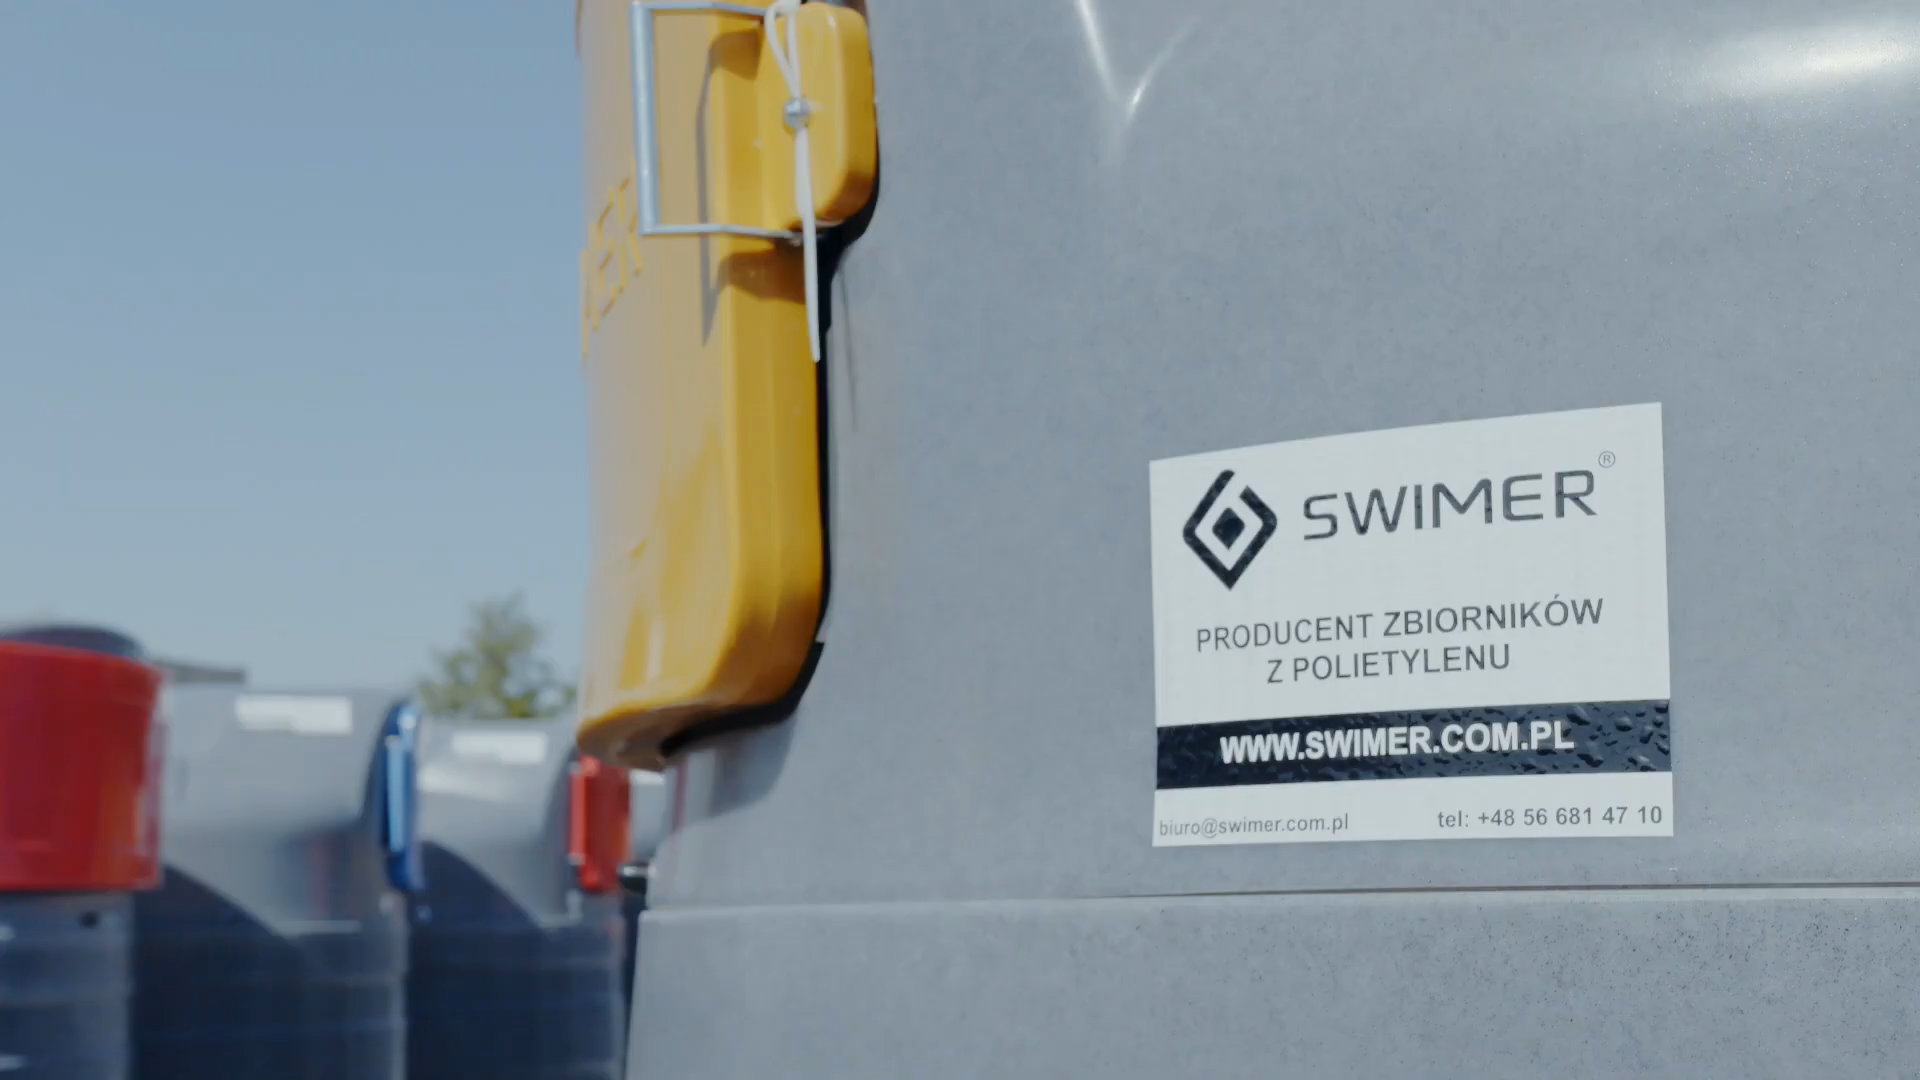 SWIMER®
PRODUCENT ZBIORNIKÓW
Z POLIETYLENU
WWW.SWIMER.COM.PL
biuro@swimer.com.pl tel: +48 56 681 47 10